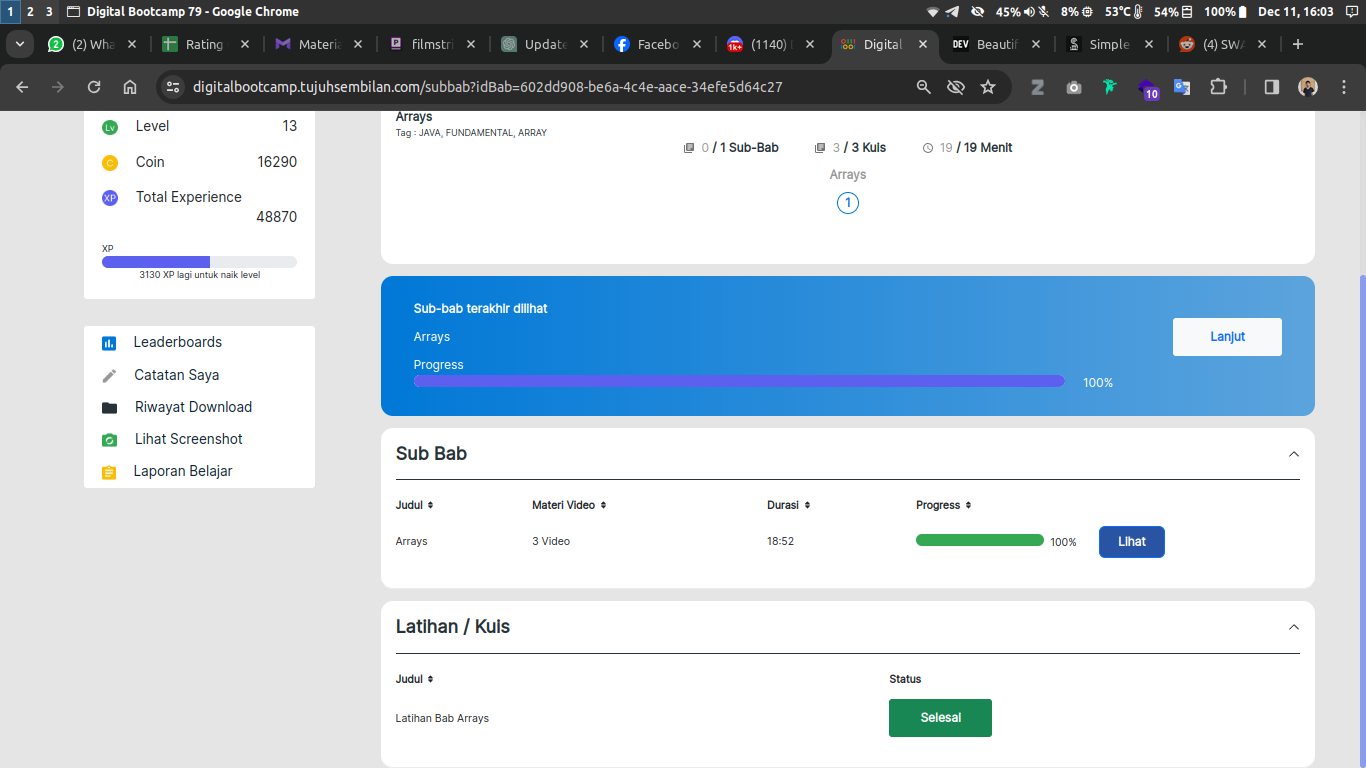 1 2 3 Digital Bootcamp 79 - Google Chrome 45% 8% 53°C 54% 100% Dec 11, 16:03
(2) Wha Rating Materia filmstri Update Facebo (1140) Digital Beautif Simple (4) SW
digitalbootcamp.tujuhsembilan.com/subbab?idBab=602dd908-be6a-4c4e-aace-34efe5d64c27 10
Lv Level 13
C Coin 16290
XP Total Experience
48870
XP
3130 XP lagi untuk naik level
Leaderboards
Catatan Saya
Riwayat Download
Lihat Screenshot
Laporan Belajar
Arrays
Tag : JAVA, FUNDAMENTAL, ARRAY
0 / 1 Sub-Bab 3 / 3 Kuis 19 / 19 Menit
Arrays
1
Sub-bab terakhir dilihat
Arrays
Lanjut
Progress
100%
Sub Bab
Judul Materi Video Durasi Progress
Arrays 3 Video 18:52 100% Lihat
Latihan / Kuis
Judul Status
Latihan Bab Arrays Selesai